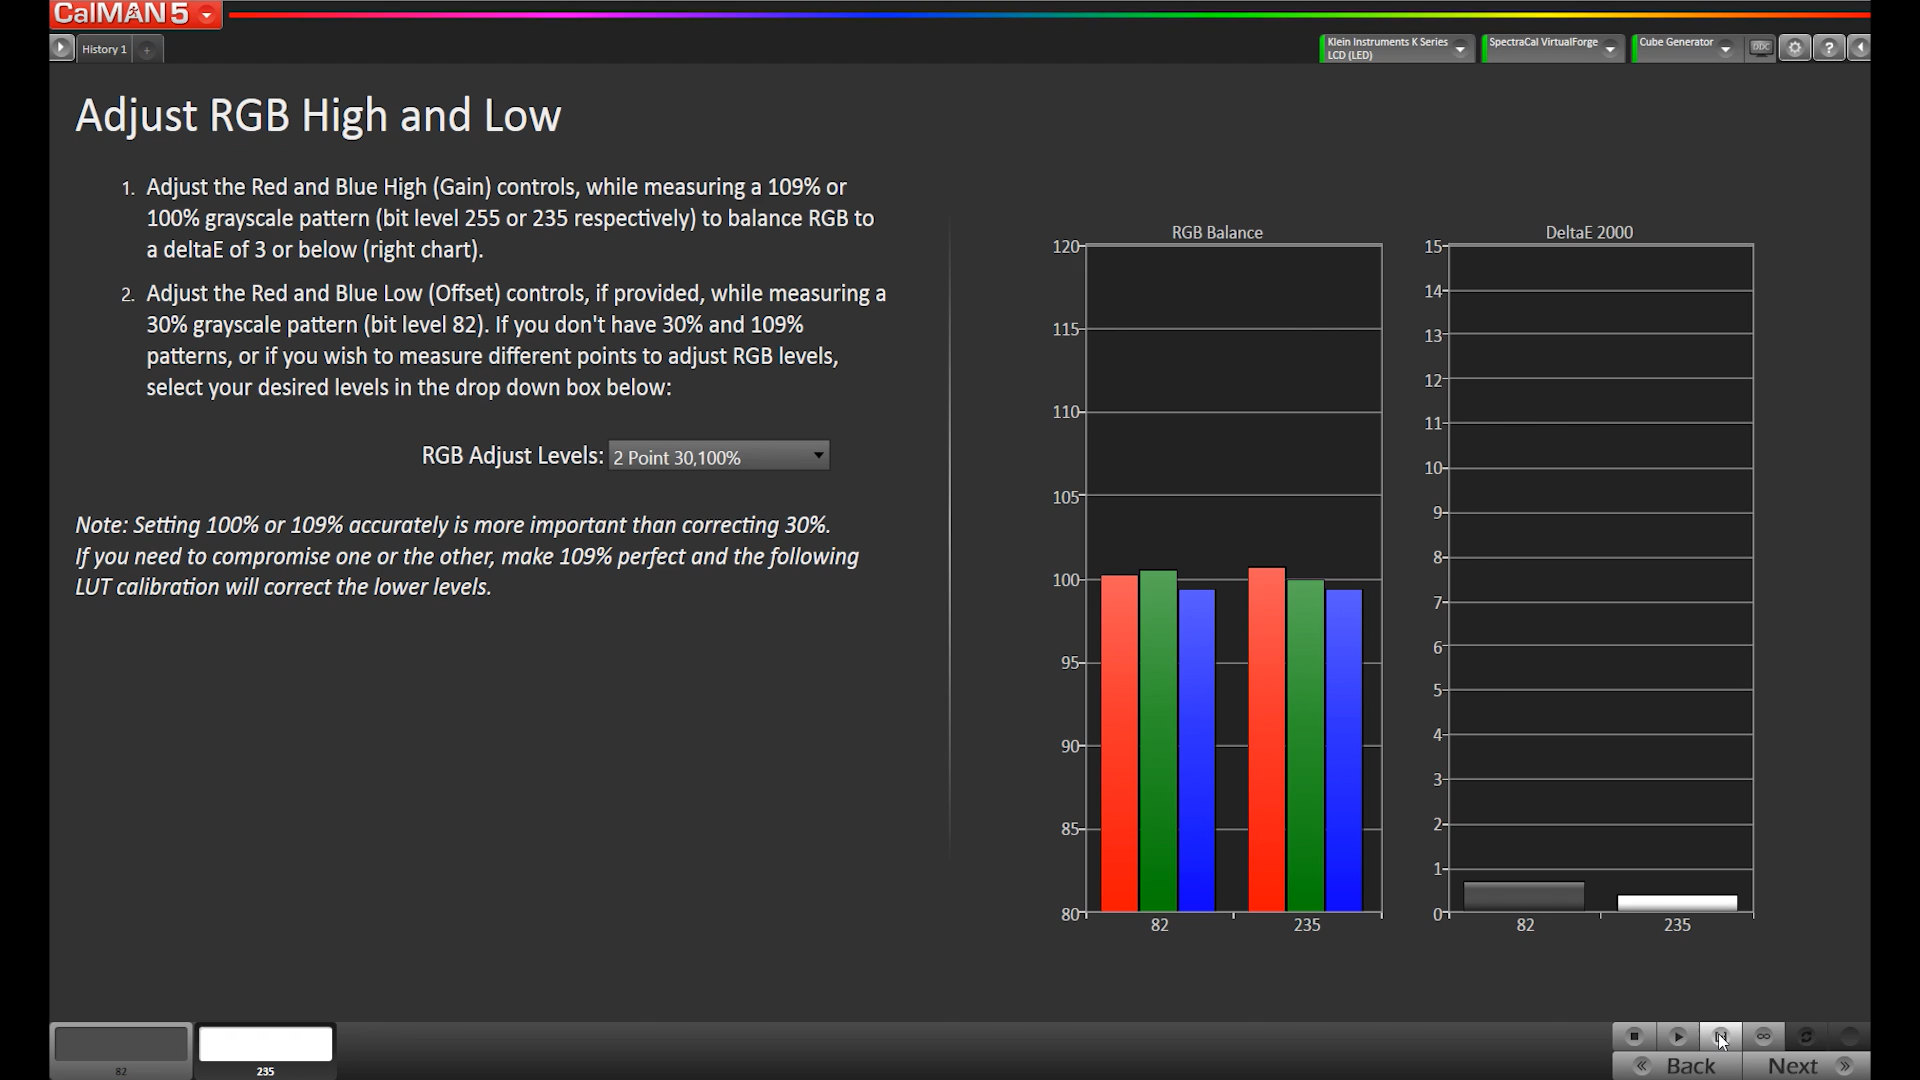 CalMAN 5
History 1
+
Klein Instruments K Series
LCD (LED)
SpectraCal VirtualForge
Cube Generator
DDC
?
Adjust RGB High and Low
1. Adjust the Red and Blue High (Gain) controls, while measuring a 109% or
100% grayscale pattern (bit level 255 or 235 respectively) to balance RGB to
a deltaE of 3 or below (right chart).
2. Adjust the Red and Blue Low (Offset) controls, if provided, while measuring a
30% grayscale pattern (bit level 82). If you don't have 30% and 109%
patterns, or if you wish to measure different points to adjust RGB levels,
select your desired levels in the drop down box below:
RGB Adjust Levels: 2 Point 30,100%
Note: Setting 100% or 109% accurately is more important than correcting 30%.
If you need to compromise one or the other, make 109% perfect and the following
LUT calibration will correct the lower levels.
RGB Balance
120
115
110
105
100
95
90
85
80
82 235
DeltaE 2000
15
14
13
12
11
10
9
8
7
6
5
4
3
2
1
0
82 235
82
235
« Back
Next »